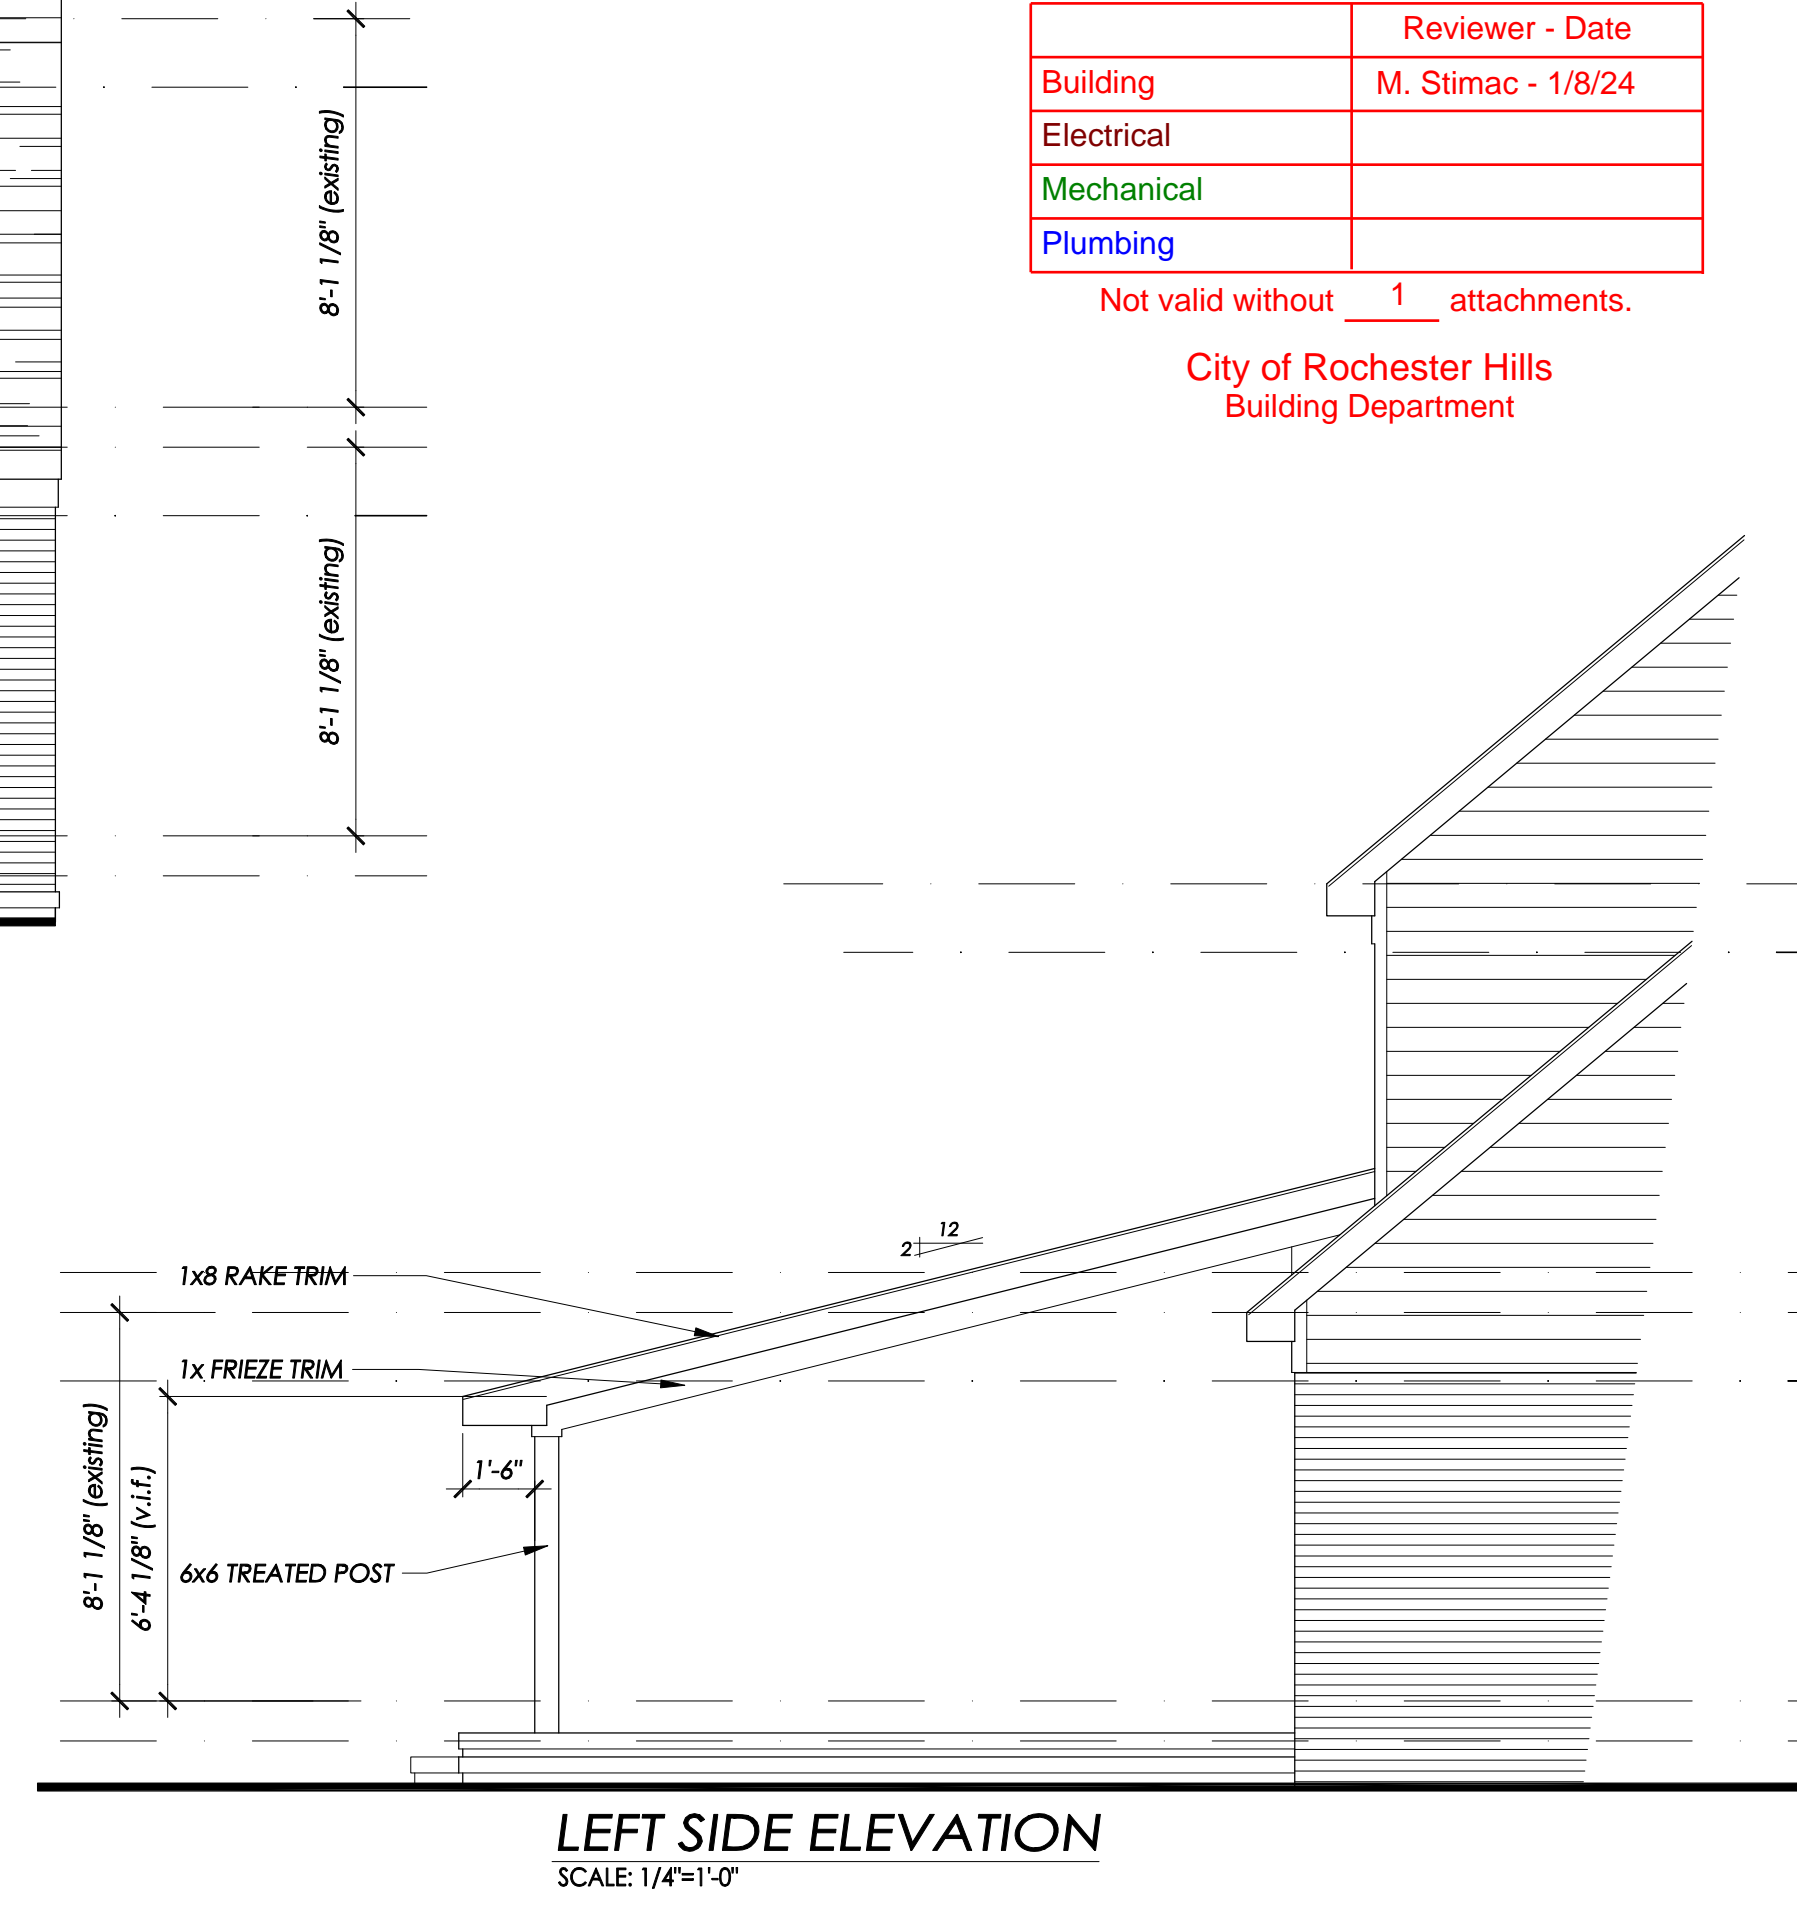 Reviewer - Date
Building M. Stimac - 1/8/24
Electrical
Mechanical
Plumbing
Not valid without 1 attachments.
City of Rochester Hills
Building Department
8'-1 1/8" (existing)
8'-1 1/8" (existing)
12
2
1x8 RAKE TRIM
1x FRIEZE TRIM
1'-6"
8'-1 1/8" (existing)
6'-4 1/8" (v.i.f.)
6x6 TREATED POST
LEFT SIDE ELEVATION
SCALE: 1/4"=1'-0"